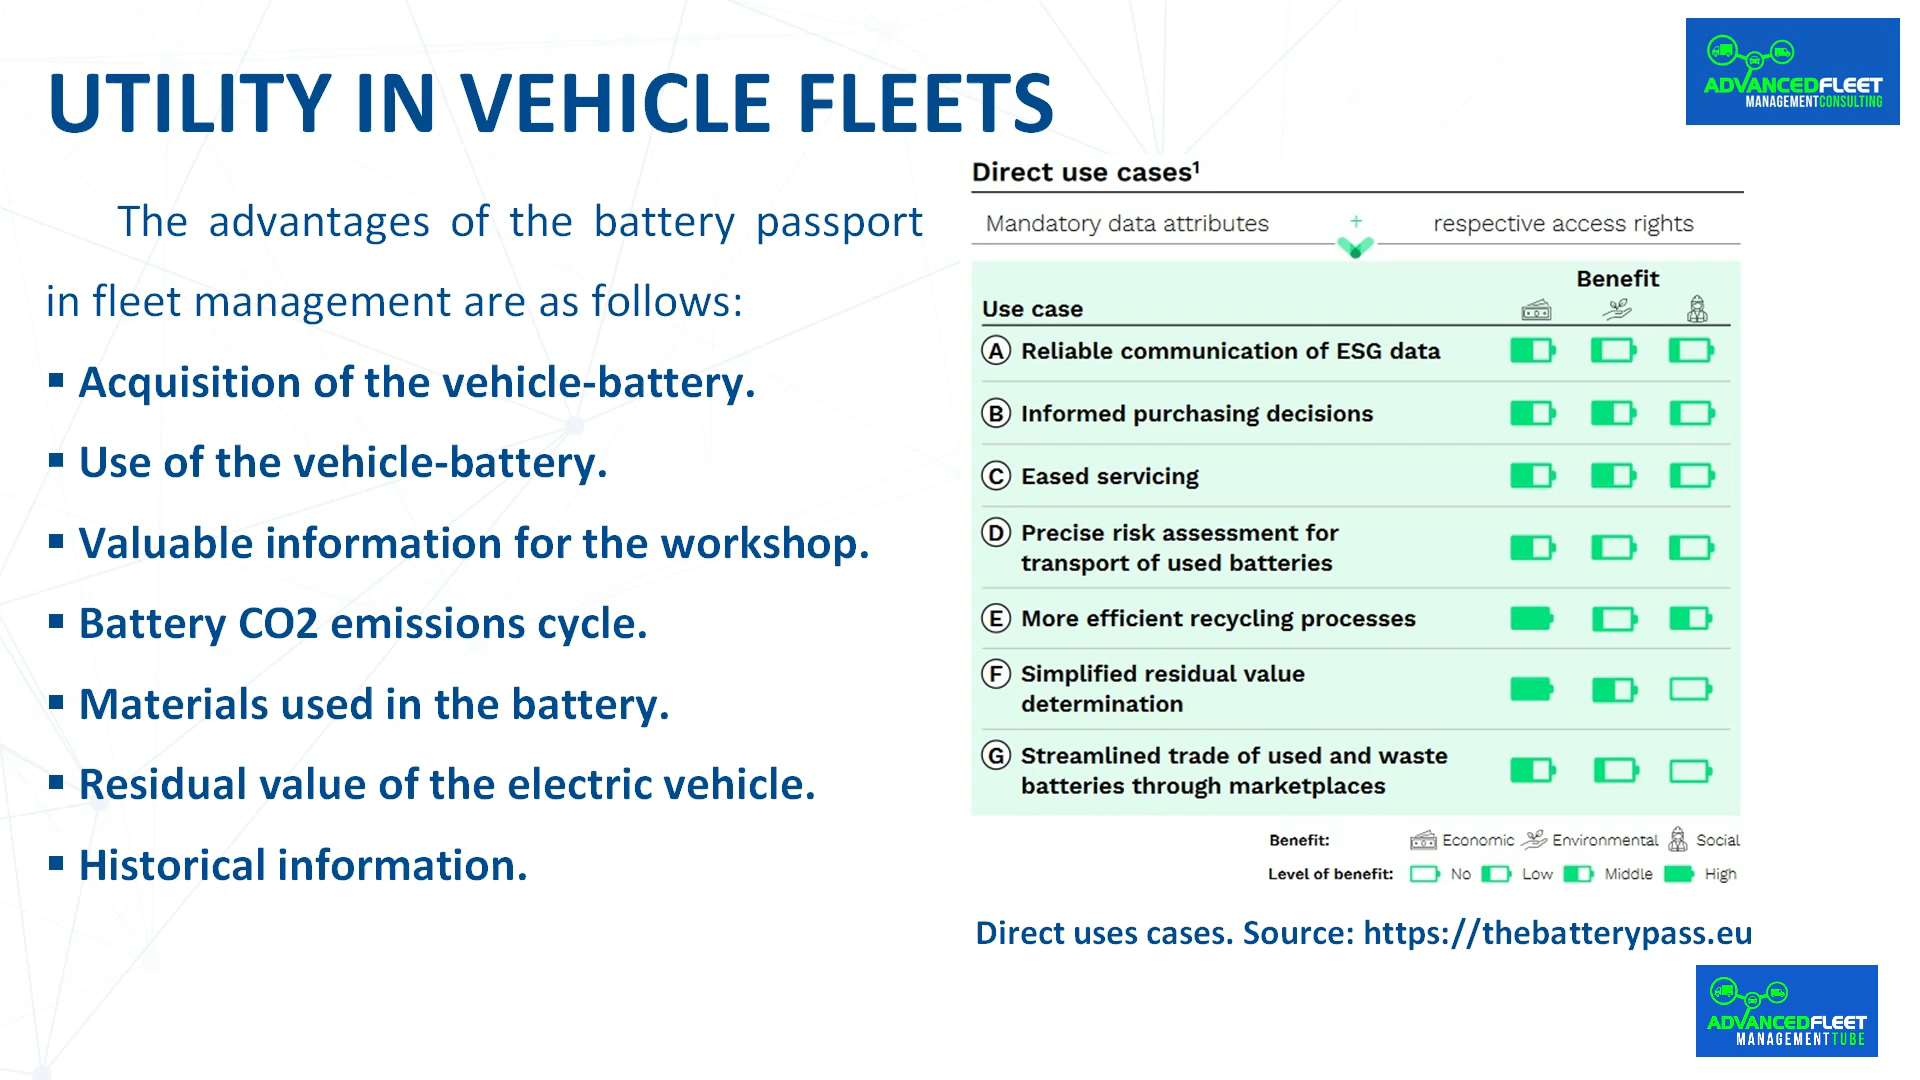 UTILITY IN VEHICLE FLEETS
ADVANCEDFLEET
MANAGEMENTCONSULTING
The advantages of the battery passport
in fleet management are as follows:
▪ Acquisition of the vehicle-battery.
▪ Use of the vehicle-battery.
▪ Valuable information for the workshop.
▪ Battery CO2 emissions cycle.
▪ Materials used in the battery.
▪ Residual value of the electric vehicle.
▪ Historical information.
Direct use cases¹
Mandatory data attributes + respective access rights
Benefit
Use case
A Reliable communication of ESG data
B Informed purchasing decisions
C Eased servicing
D Precise risk assessment for
transport of used batteries
E More efficient recycling processes
F Simplified residual value
determination
G Streamlined trade of used and waste
batteries through marketplaces
Benefit: Economic Environmental Social
Level of benefit: No Low Middle High
Direct uses cases. Source: https://thebatterypass.eu
ADVANCEDFLEET
MANAGEMENTTUBE